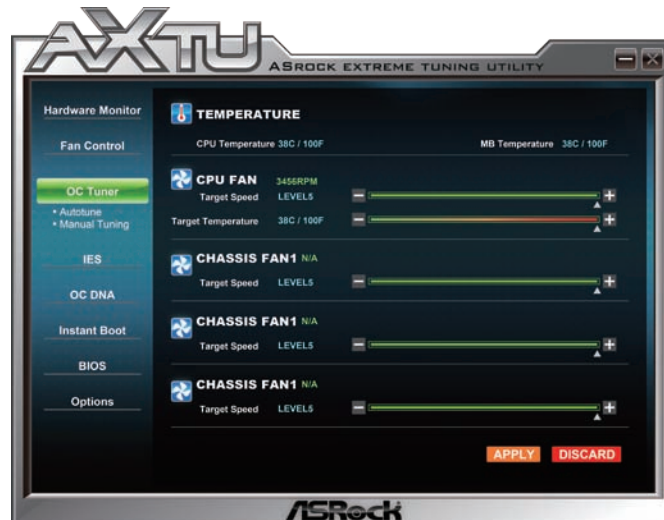 AXTU
ASROCK EXTREME TUNING UTILITY
Hardware Monitor
Fan Control
OC Tuner
• Autotune
• Manual Tuning
IES
OC DNA
Instant Boot
BIOS
Options
TEMPERATURE
CPU Temperature 38C / 100F
MB Temperature 38C / 100F
CPU FAN 3456RPM
Target Speed LEVEL5
Target Temperature 38C / 100F
CHASSIS FAN1 N/A
Target Speed LEVEL5
CHASSIS FAN1 N/A
Target Speed LEVEL5
CHASSIS FAN1 N/A
Target Speed LEVEL5
APPLY DISCARD
ASRock